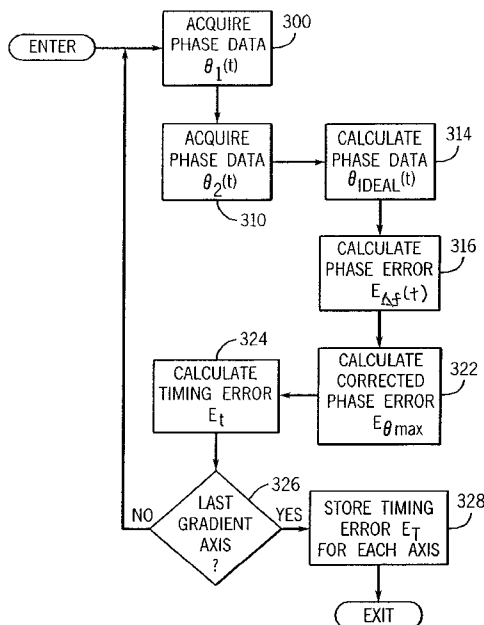 ENTER
ACQUIRE
PHASE DATA
θ1(t)
300
ACQUIRE
PHASE DATA
θ2(t)
310
CALCULATE
PHASE DATA
θIDEAL(t)
314
CALCULATE
PHASE ERROR
EΔf(t)
316
CALCULATE
CORRECTED
PHASE ERROR
Eθmax
322
324
CALCULATE
TIMING ERROR
Et
326
LAST
GRADIENT
AXIS
?
NO
YES
STORE TIMING
ERROR ET
FOR EACH AXIS
328
EXIT